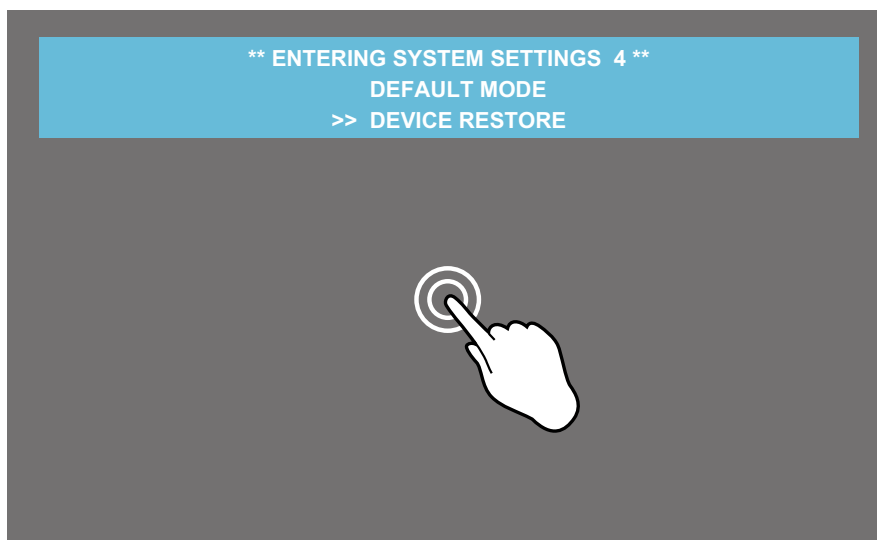 ** ENTERING SYSTEM SETTINGS  4 **
DEFAULT MODE
>> DEVICE RESTORE